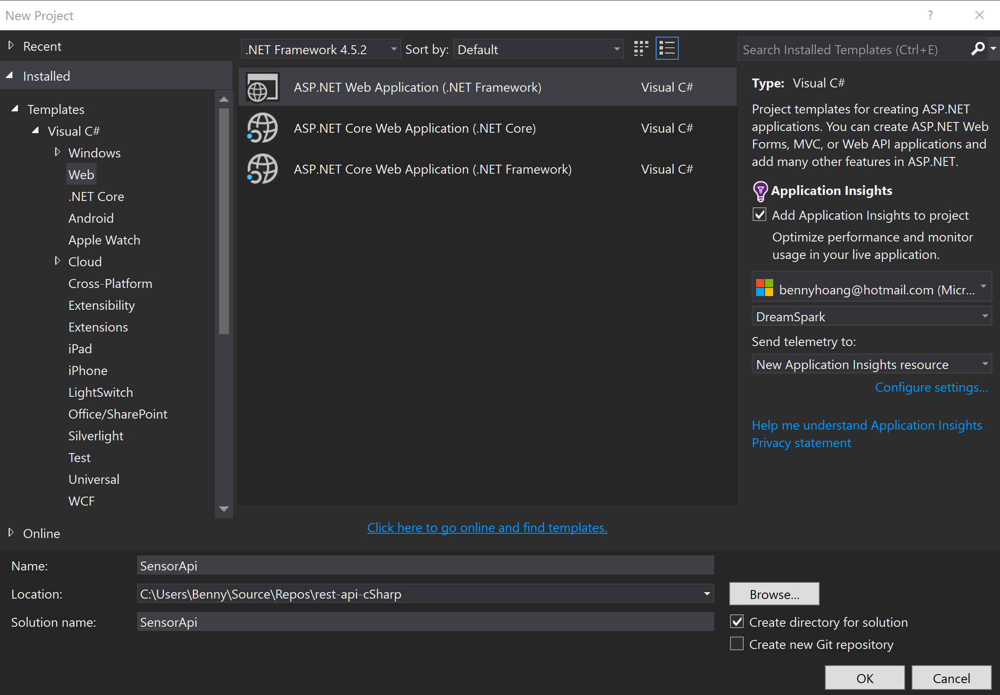 New Project
?
Recent
Installed
Templates
Visual C#
Windows
Web
.NET Core
Android
Apple Watch
Cloud
Cross-Platform
Extensibility
Extensions
iPad
iPhone
LightSwitch
Office/SharePoint
Silverlight
Test
Universal
WCF
Online
.NET Framework 4.5.2
Sort by:
Default
Search Installed Templates (Ctrl+E)
ASP.NET Web Application (.NET Framework) Visual C#
ASP.NET Core Web Application (.NET Core) Visual C#
ASP.NET Core Web Application (.NET Framework) Visual C#
Click here to go online and find templates.
Type: Visual C#
Project templates for creating ASP.NET
applications. You can create ASP.NET Web
Forms, MVC, or Web API applications and
add many other features in ASP.NET.
Application Insights
Add Application Insights to project
Optimize performance and monitor
usage in your live application.
bennyhoang@hotmail.com (Micr...
DreamSpark
Send telemetry to:
New Application Insights resource
Configure settings...
Help me understand Application Insights
Privacy statement
Name: SensorApi
Location: C:\Users\Benny\Source\Repos\rest-api-cSharp
Browse...
Solution name: SensorApi
Create directory for solution
Create new Git repository
OK
Cancel